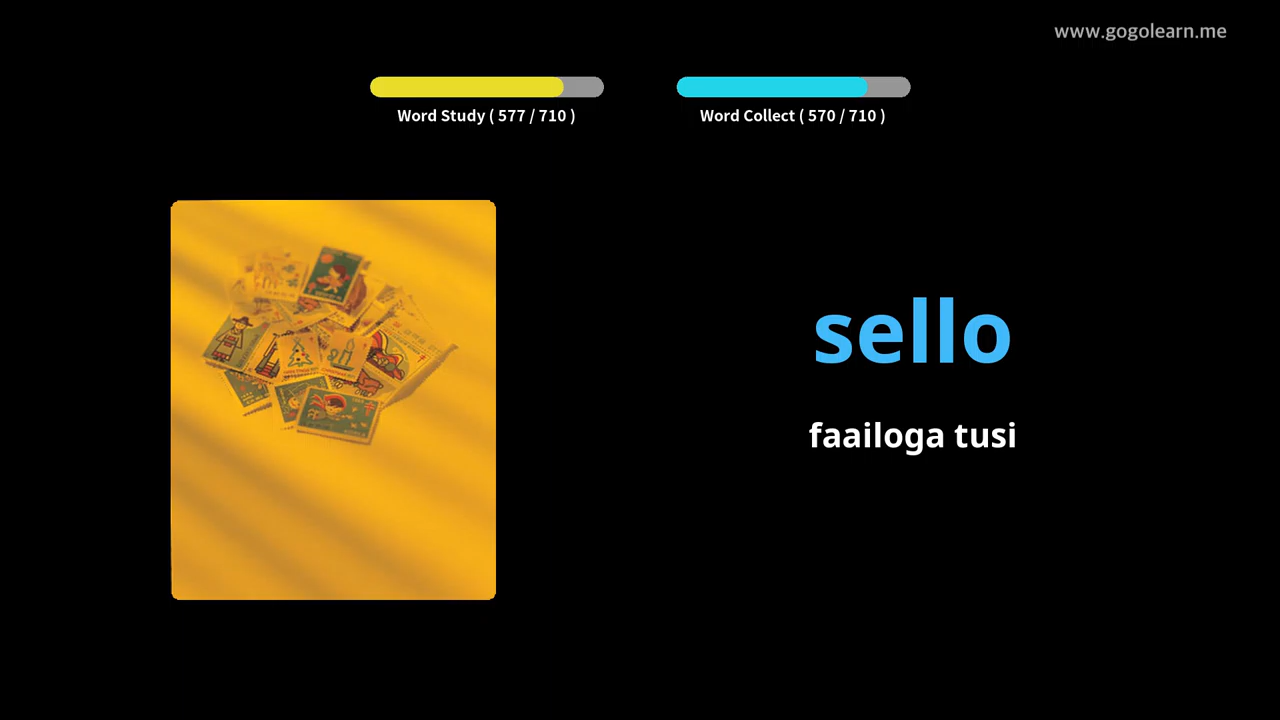 www.gogolearn.me
Word Study ( 577 / 710 )
Word Collect ( 570 / 710 )
sello
faailoga tusi